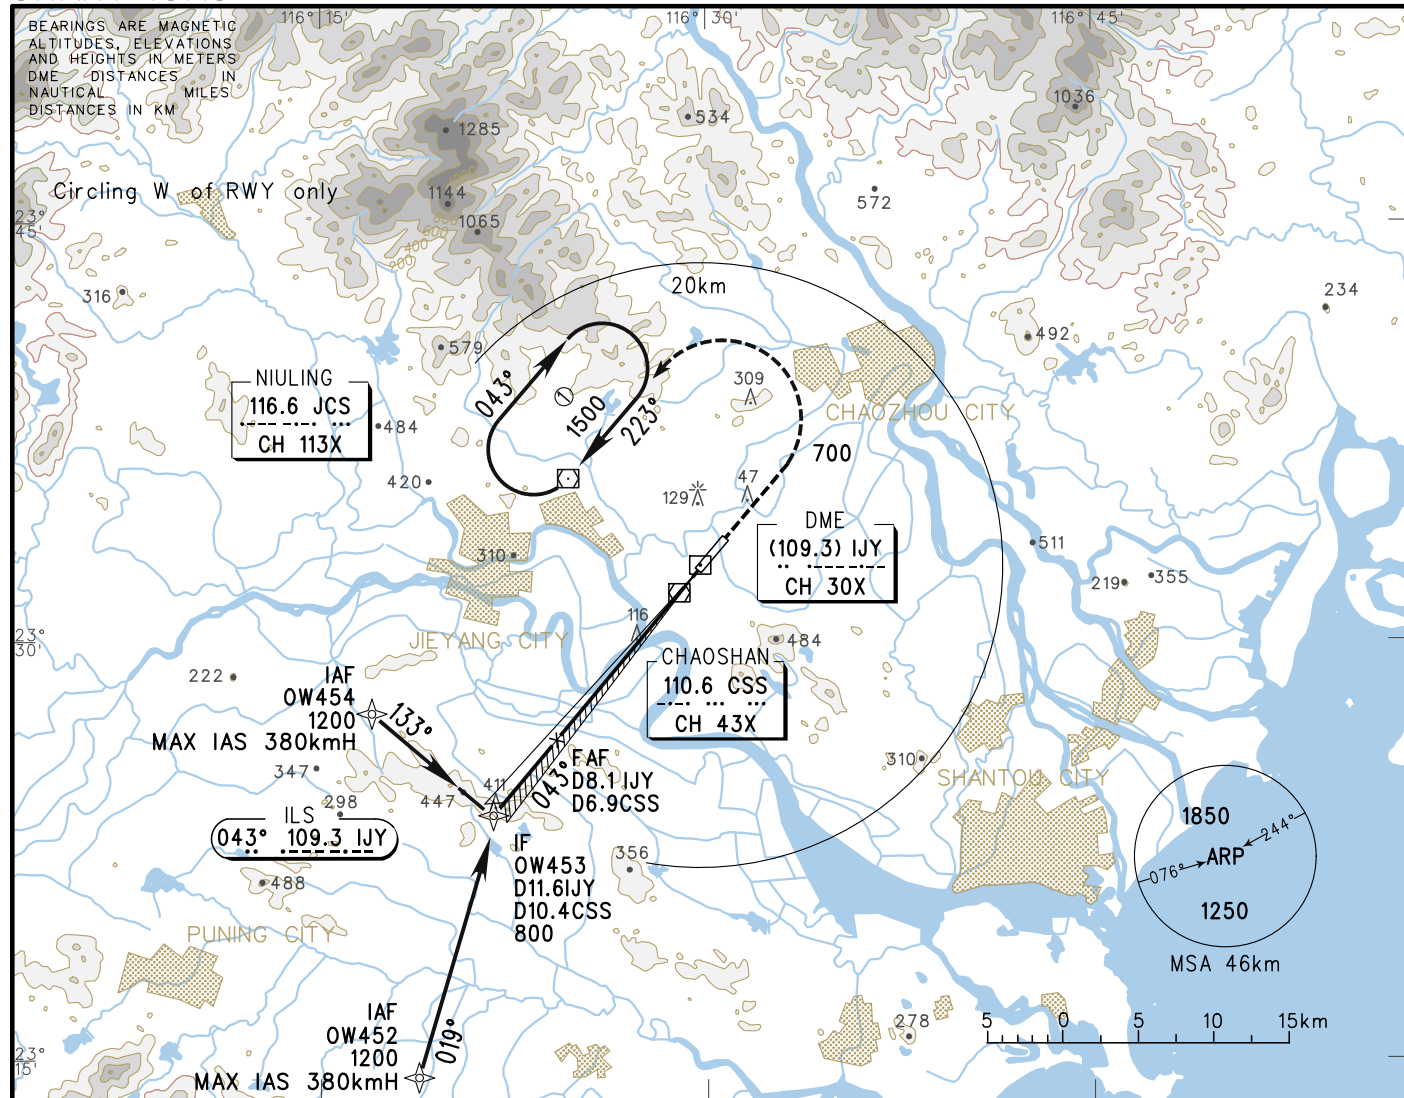 116° 15'
116° 30'
116° 45'
BEARINGS ARE MAGNETIC
ALTITUDES, ELEVATIONS
AND HEIGHTS IN METERS
DME DISTANCES IN
NAUTICAL MILES
DISTANCES IN KM
1036
534
1285
Circling W of RWY only
1144
572
1065
23°
45'
600
400
200
20km
316
234
492
579
NIULING
116.6 JCS
CH 113X
043°
1
1500
223°
309
CHAOZHOU CITY
484
700
420
47
129
DME
(109.3) IJY
CH 30X
511
310
219
355
116
23°
30'
JIEYANG CITY
484
CHAOSHAN
110.6 CSS
CH 43X
222
IAF
OW454
1200
MAX IAS 380kmH
133°
347
FAF
D8.1 IJY
D6.9CSS
043°
411
447
310
SHANTOU CITY
298
ILS
043° 109.3 IJY
IF
OW453
D11.6IJY
D10.4CSS
800
356
488
1850
244°
ARP
076°
1250
MSA 46km
PUNING CITY
IAF
OW452
1200
MAX IAS 380kmH
019°
278
5 0 5 10 15km
23°
15'